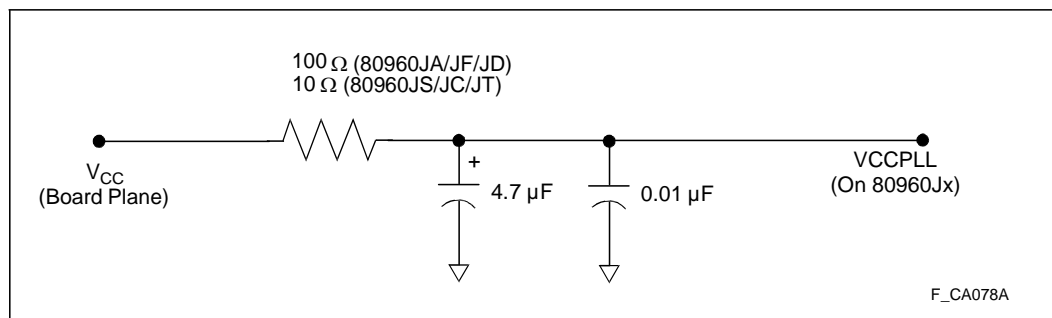 100 Ω (80960JA/JF/JD)
10 Ω (80960JS/JC/JT)
VCC
(Board Plane)
+
4.7 µF
0.01 µF
VCCPLL
(On 80960Jx)
F_CA078A